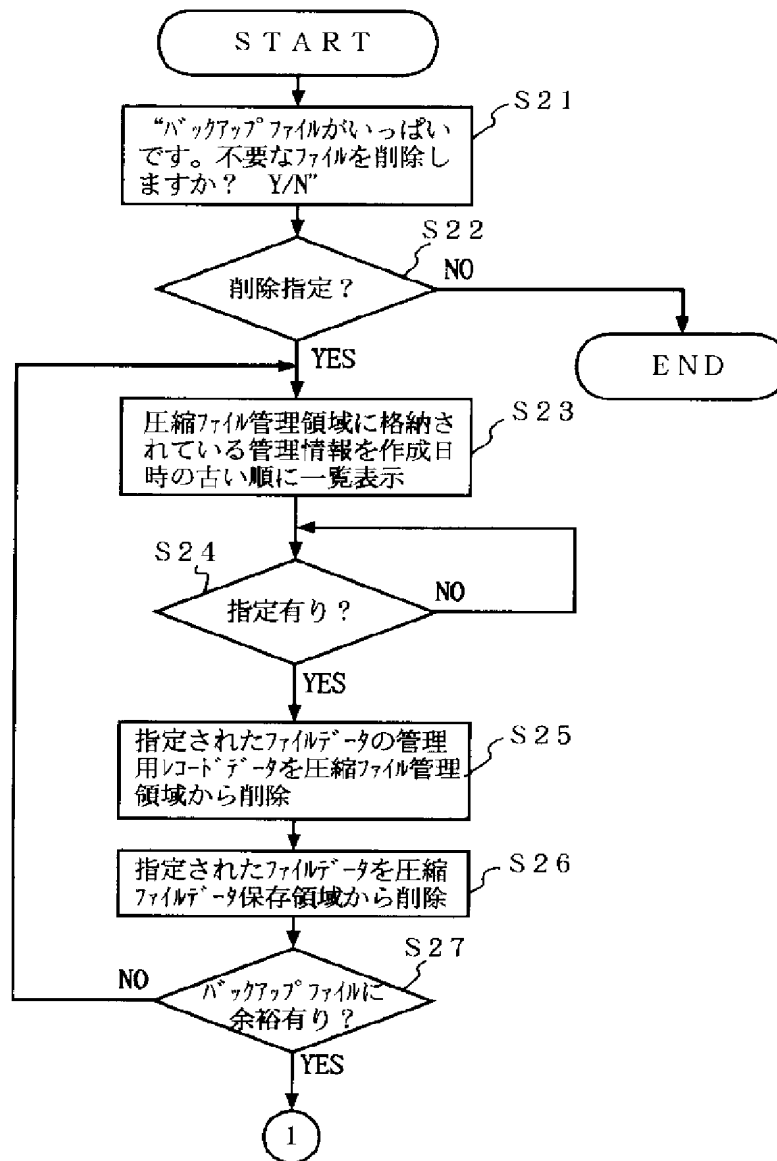 START
S21
“バックアップファイルがいっぱい
です。不要なファイルを削除し
ますか？ Y/N”
S22
削除指定？
NO
YES
END
S23
圧縮ファイル管理領域に格納さ
れている管理情報を作成日
時の古い順に一覧表示
S24
指定有り？
NO
YES
S25
指定されたファイルデータの管理
用レコードデータを圧縮ファイル管理
領域から削除
S26
指定されたファイルデータを圧縮
ファイルデータ保存領域から削除
S27
NO
バックアップファイルに
余裕有り？
YES
1